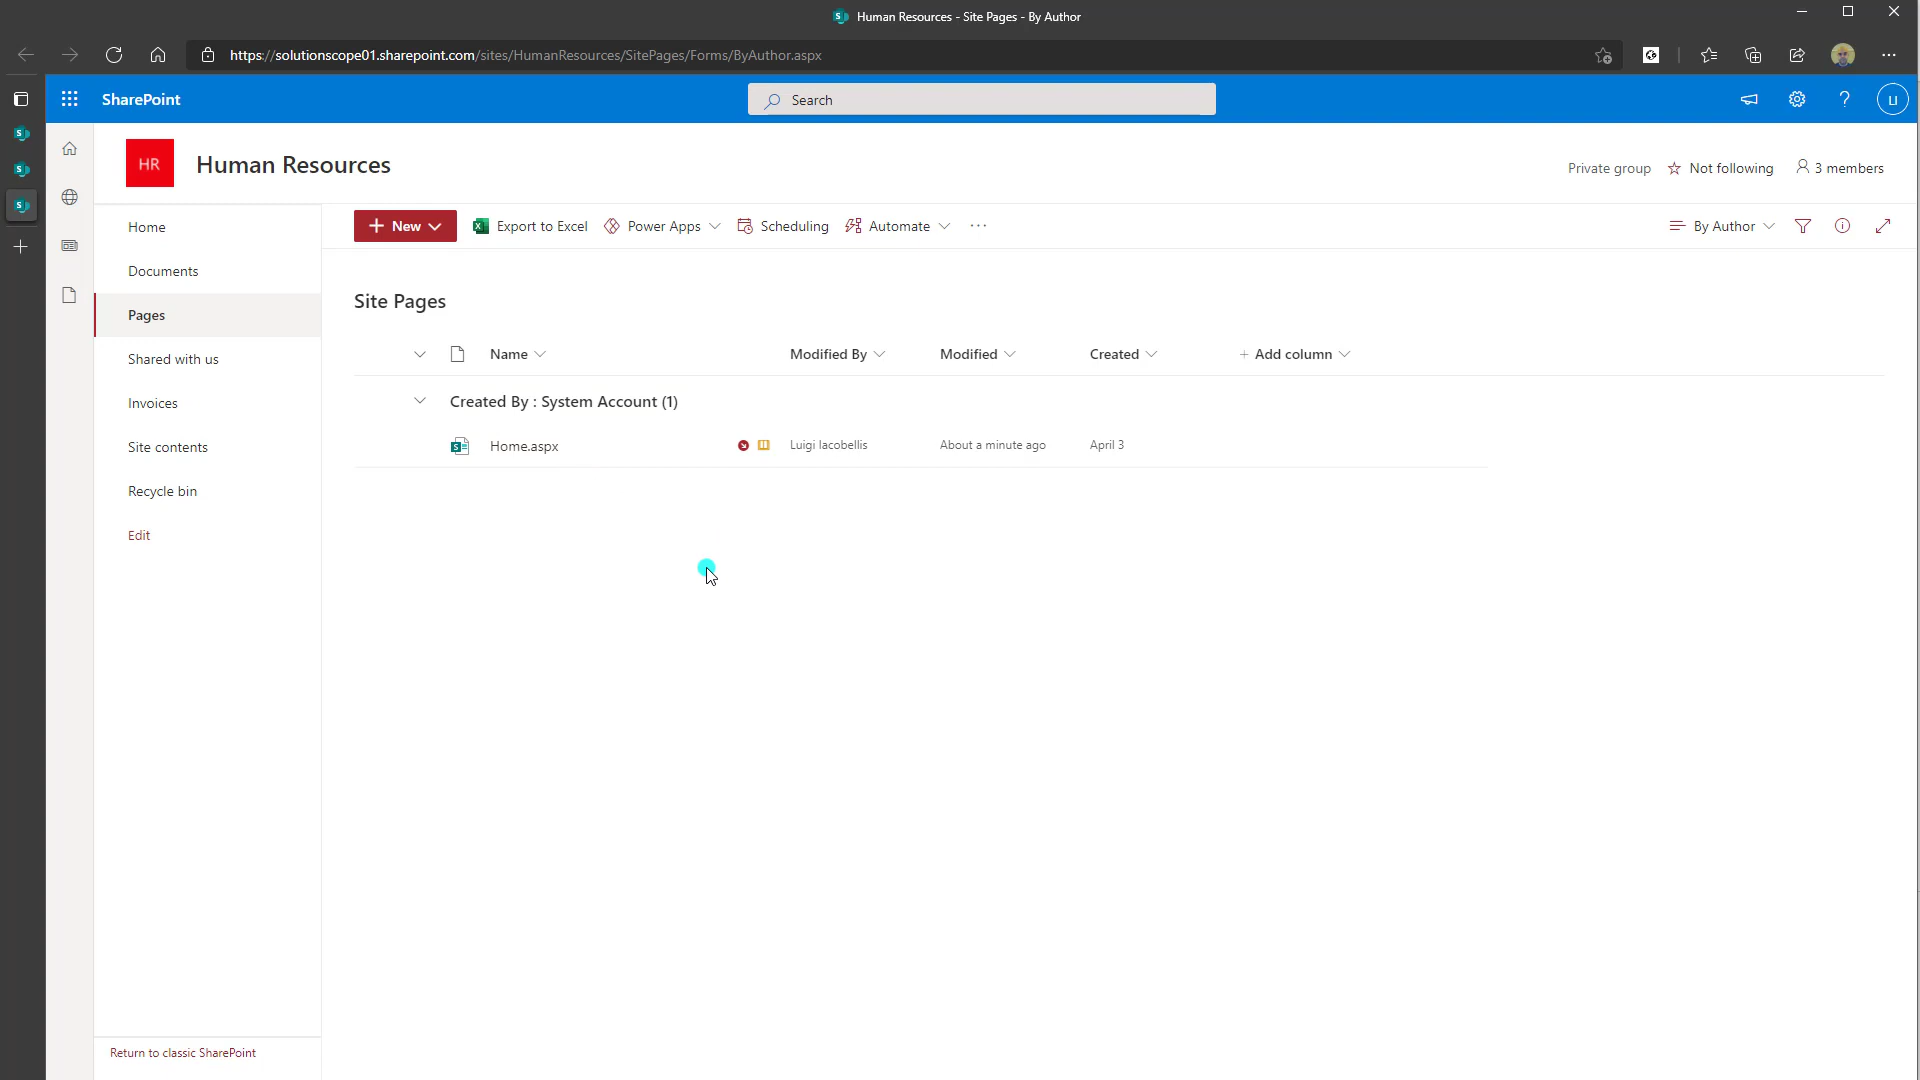 Human Resources - Site Pages - By Author
https://solutionscope01.sharepoint.com/sites/HumanResources/SitePages/Forms/ByAuthor.aspx
SharePoint
Search
HR
Human Resources
Private group
Not following
3 members
Home
Documents
Pages
Shared with us
Invoices
Site contents
Recycle bin
Edit
Return to classic SharePoint
New
Export to Excel
Power Apps
Scheduling
Automate
By Author
Site Pages
Name
Modified By
Modified
Created
Add column
Created By : System Account (1)
Home.aspx
Luigi Iacobellis
About a minute ago
April 3